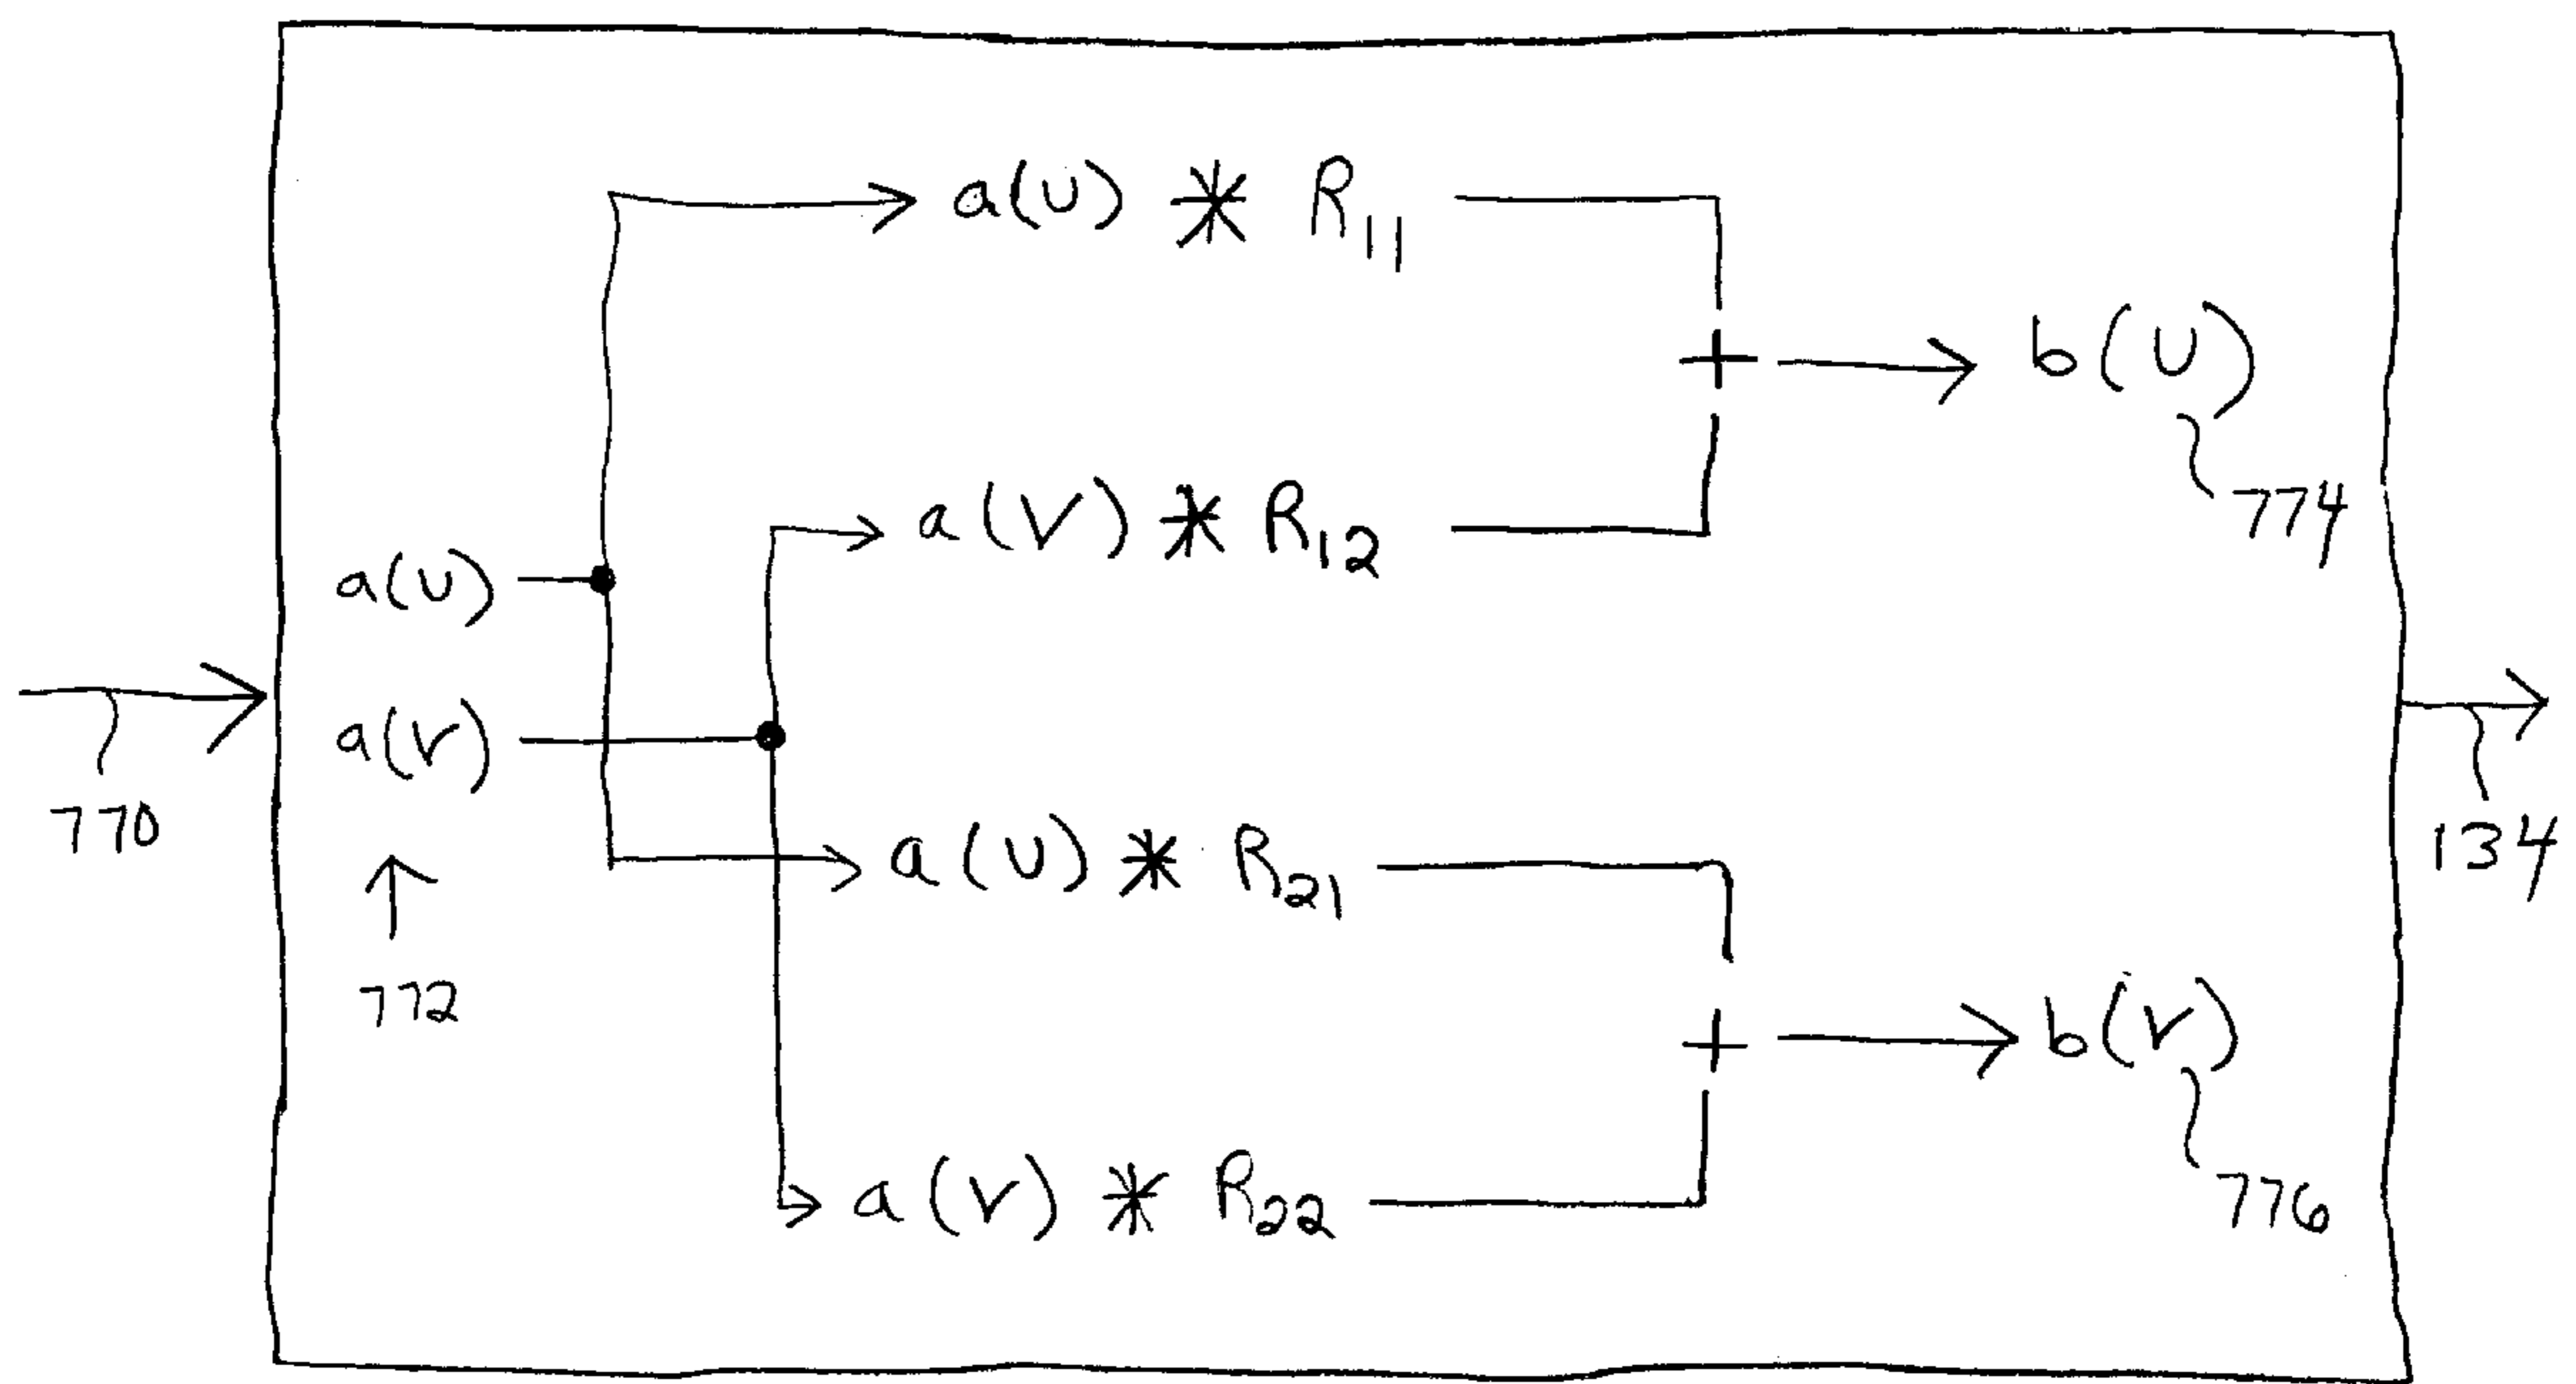 a(U) * R11
b(U)
774
a(V) * R12
a(U)
770
a(V)
134
a(U) * R21
772
b(V)
776
a(V) * R22